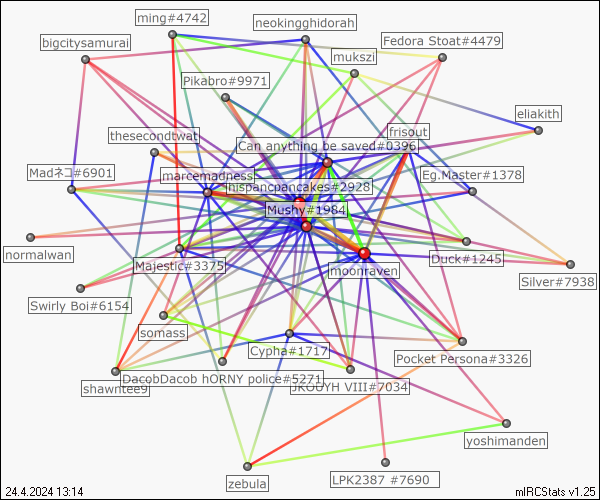 ming#4742
neokingghidorah
bigcitysamurai
Fedora Stoat#4479
mukszi
Pikabro#9971
eliakith
thesecondtwat
frisout
Can anything be saved#0396
Madネコ#6901
marcemadness
Eg.Master#1378
hispancpancakes#2928
Mushy#1984
normalwan
Majestic#3375
moonraven
Duck#1245
Silver#7938
Swirly Boi#6154
somass
Cypha#1717
Pocket Persona#3326
DacobDacob hORNY police#5271
JKOUYH VIII#7034
shawntee9
yoshimanden
zebula
LPK2387 #7690
24.4.2024 13:14
mIRCStats v1.25